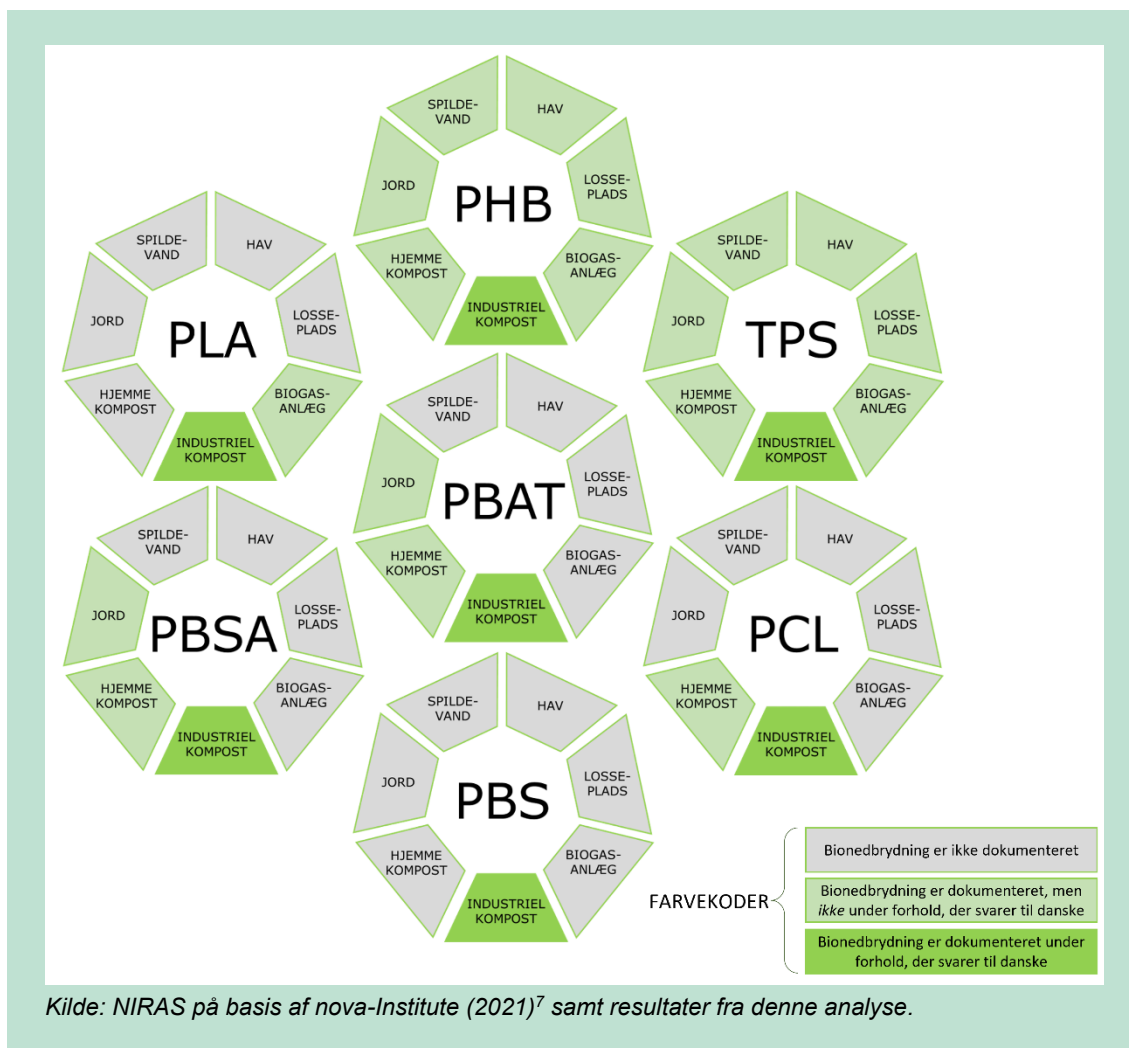 SPILDE-
VAND
HAV
JORD
LOSSE-
PLADS
PHB
HJEMME
KOMPOST
BIOGAS-
ANLÆG
INDUSTRIEL
KOMPOST
SPILDE-
VAND
HAV
JORD
LOSSE-
PLADS
PLA
HJEMME
KOMPOST
BIOGAS-
ANLÆG
INDUSTRIEL
KOMPOST
SPILDE-
VAND
HAV
JORD
LOSSE-
PLADS
TPS
HJEMME
KOMPOST
BIOGAS-
ANLÆG
INDUSTRIEL
KOMPOST
SPILDE-
VAND
HAV
JORD
LOSSE-
PLADS
PBAT
HJEMME
KOMPOST
BIOGAS-
ANLÆG
INDUSTRIEL
KOMPOST
SPILDE-
VAND
HAV
JORD
LOSSE-
PLADS
PBSA
HJEMME
KOMPOST
BIOGAS-
ANLÆG
INDUSTRIEL
KOMPOST
SPILDE-
VAND
HAV
JORD
LOSSE-
PLADS
PCL
HJEMME
KOMPOST
BIOGAS-
ANLÆG
INDUSTRIEL
KOMPOST
SPILDE-
VAND
HAV
JORD
LOSSE-
PLADS
PBS
HJEMME
KOMPOST
BIOGAS-
ANLÆG
INDUSTRIEL
KOMPOST
FARVEKODER
Bionedbrydning er ikke dokumenteret
Bionedbrydning er dokumenteret, men
ikke under forhold, der svarer til danske
Bionedbrydning er dokumenteret under
forhold, der svarer til danske
Kilde: NIRAS på basis af nova-Institute (2021)7 samt resultater fra denne analyse.